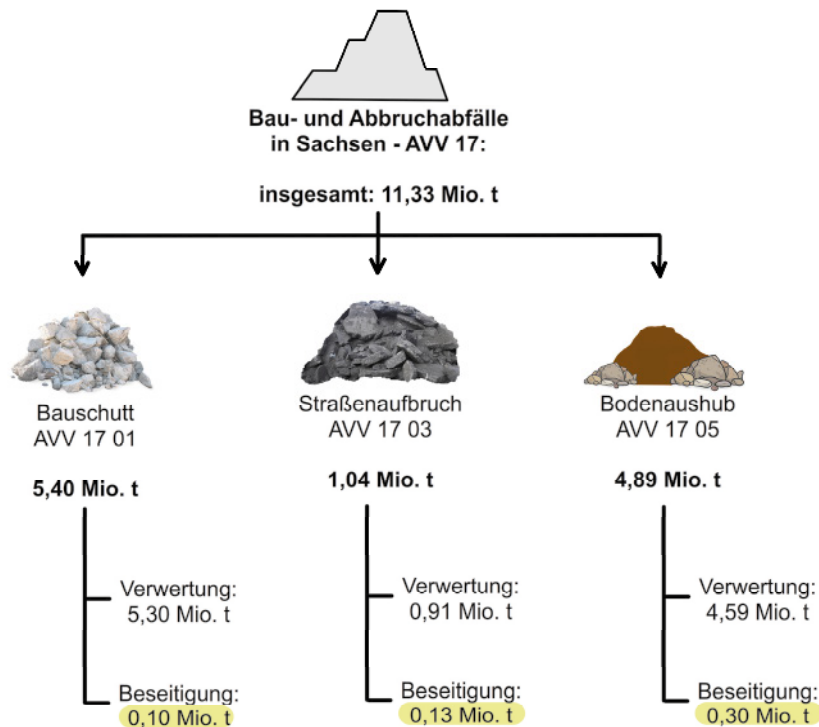 Bau- und Abbruchabfälle
in Sachsen - AVV 17:
insgesamt: 11,33 Mio. t
Bauschutt
AVV 17 01
5,40 Mio. t
Verwertung:
5,30 Mio. t
Beseitigung:
0,10 Mio. t
Straßenaufbruch
AVV 17 03
1,04 Mio. t
Verwertung:
0,91 Mio. t
Beseitigung:
0,13 Mio. t
Bodenaushub
AVV 17 05
4,89 Mio. t
Verwertung:
4,59 Mio. t
Beseitigung:
0,30 Mio. t